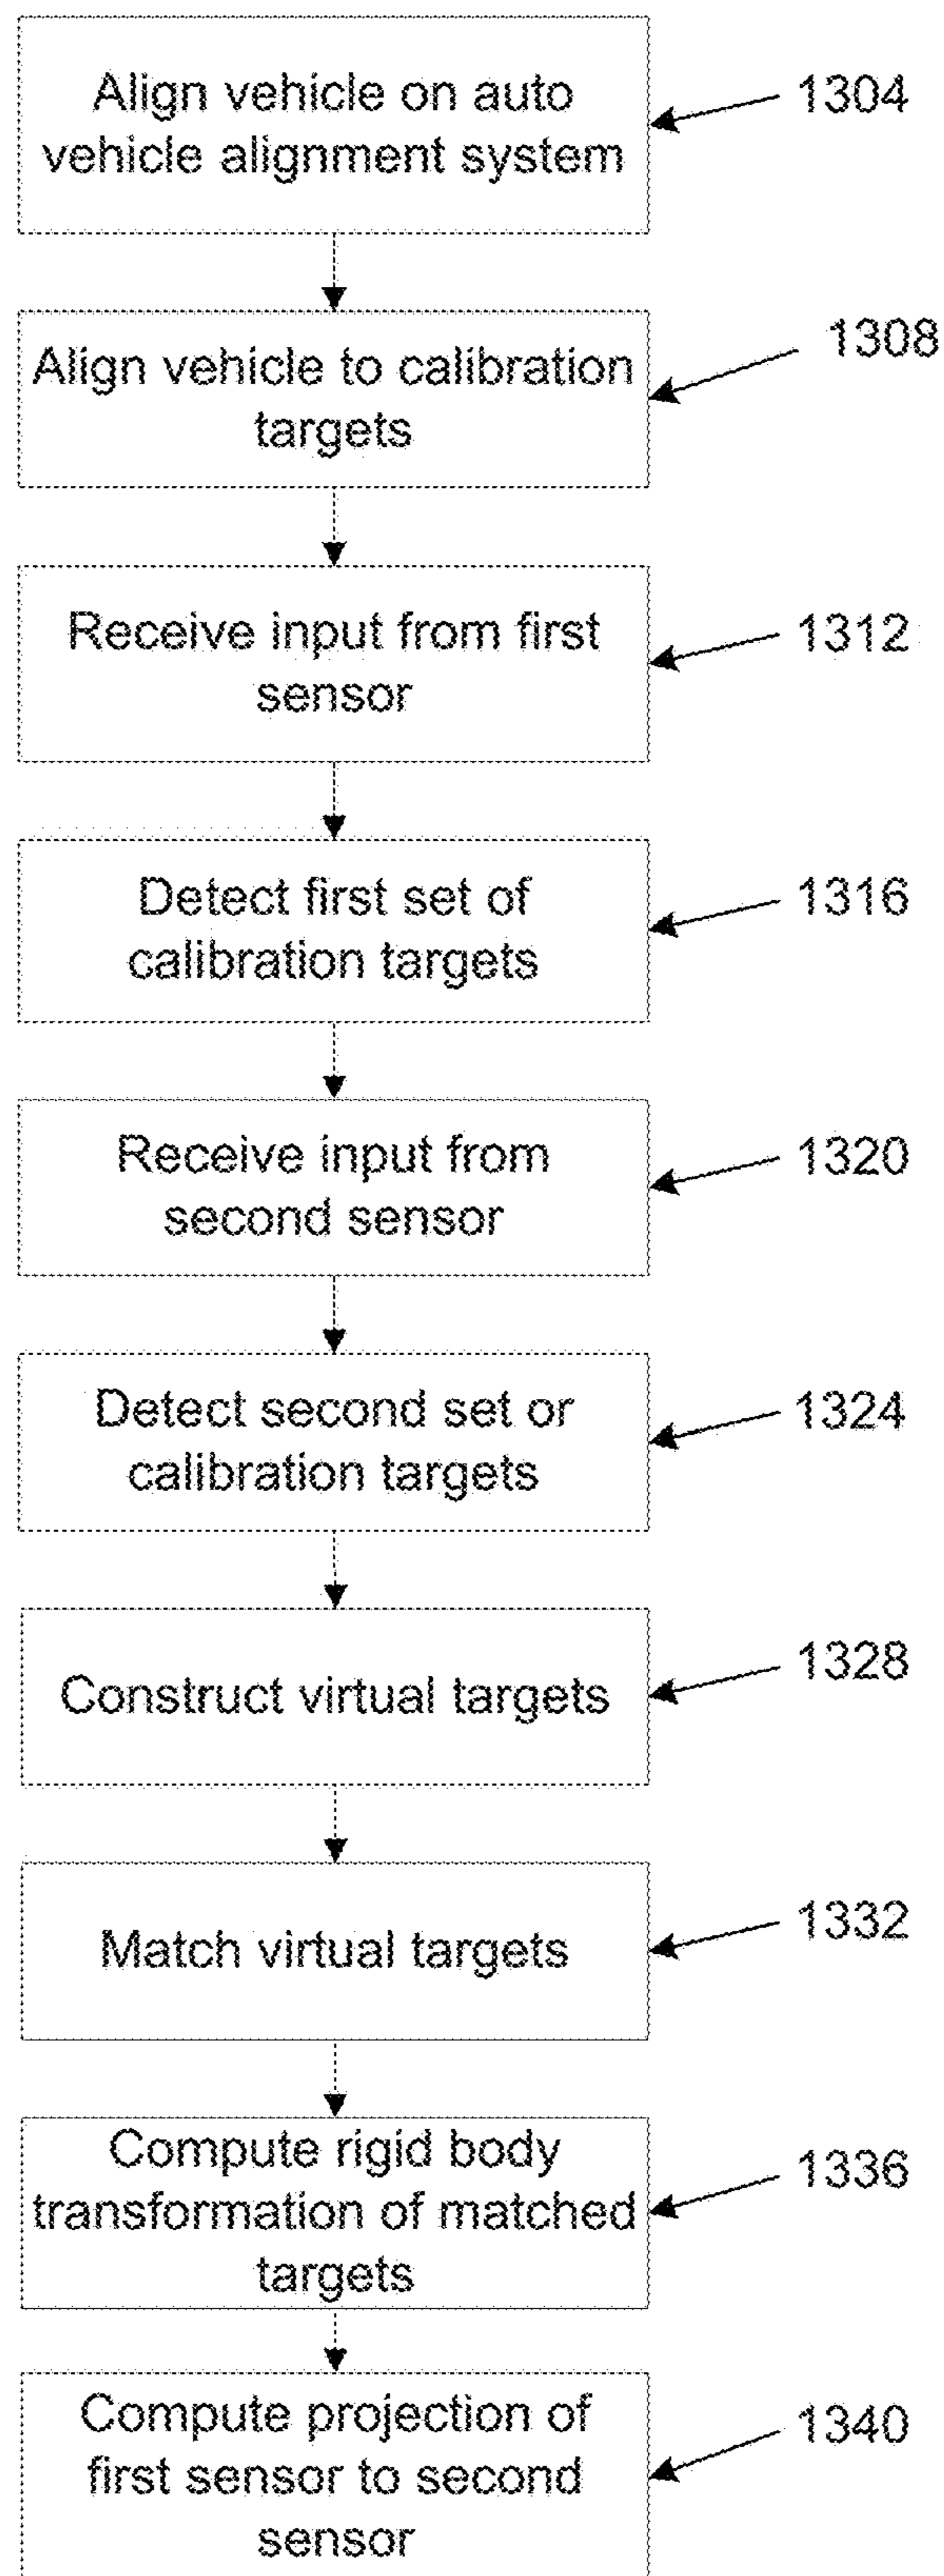 Align vehicle on auto
vehicle alignment system
1304
Align vehicle to calibration
targets
1308
Receive input from first
sensor
1312
Detect first set of
calibration targets
1316
Receive input from
second sensor
1320
Detect second set or
calibration targets
1324
Construct virtual targets
1328
Match virtual targets
1332
Compute rigid body
transformation of matched
targets
1336
Compute projection of
first sensor to second
sensor
1340